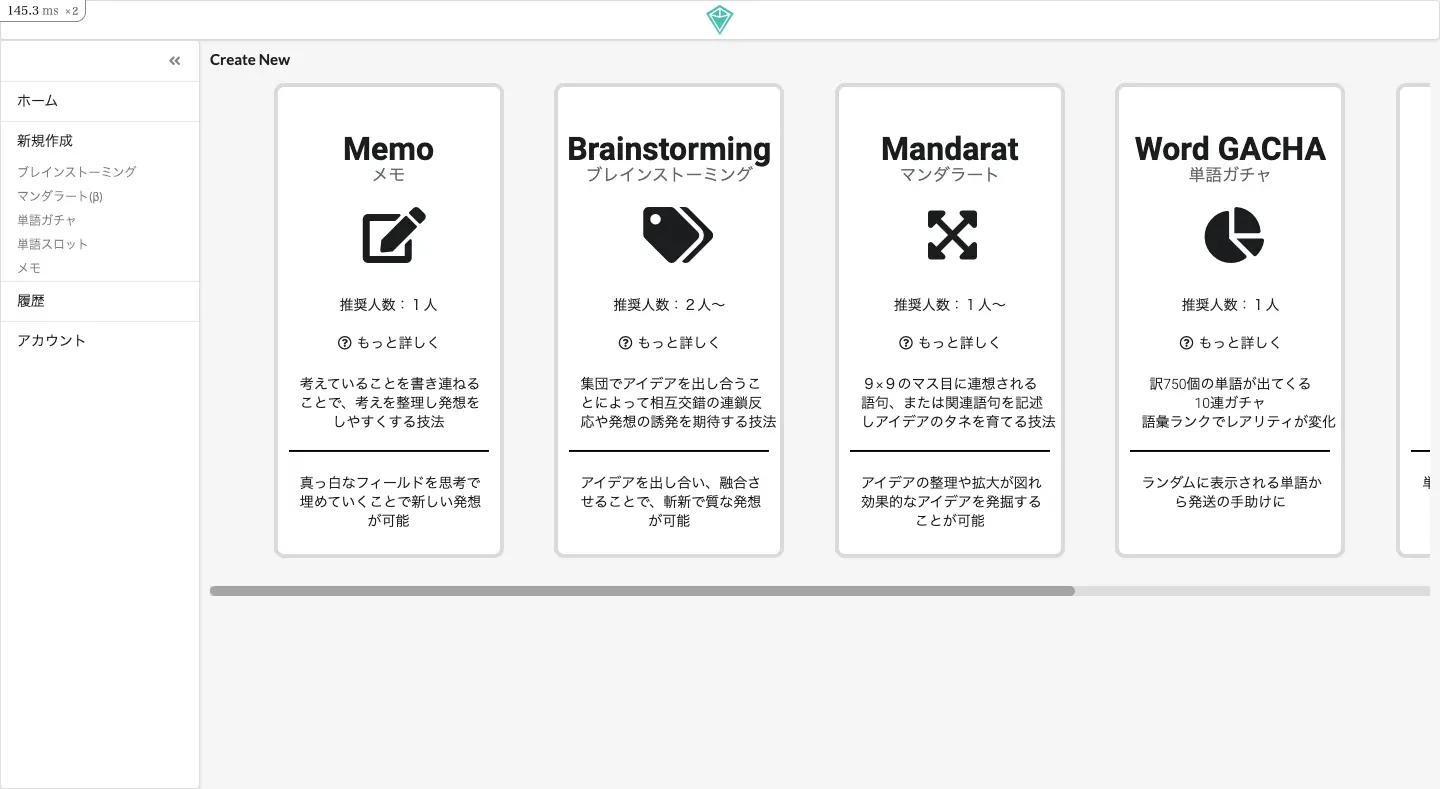 145.3 ms ×2
«
Create New
ホーム
新規作成
ブレインストーミング
マンダラート(β)
単語ガチャ
単語スロット
メモ
履歴
アカウント
Memo
メモ
推奨人数：１人
もっと詳しく
考えていることを書き連ねる
ことで、考えを整理し発想を
しやすくする技法
真っ白なフィールドを思考で
埋めていくことで新しい発想
が可能
Brainstorming
ブレインストーミング
推奨人数：２人〜
もっと詳しく
集団でアイデアを出し合うこ
とによって相互交錯の連鎖反
応や発想の誘発を期待する技法
アイデアを出し合い、融合さ
せることで、斬新で質な発想
が可能
Mandarat
マンダラート
推奨人数：１人〜
もっと詳しく
９×９のマス目に連想される
語句、または関連語句を記述
しアイデアのタネを育てる技法
アイデアの整理や拡大が図れ
効果的なアイデアを発掘する
ことが可能
Word GACHA
単語ガチャ
推奨人数：１人
もっと詳しく
訳750個の単語が出てくる
10連ガチャ
語彙ランクでレアリティが変化
ランダムに表示される単語か
ら発送の手助けに